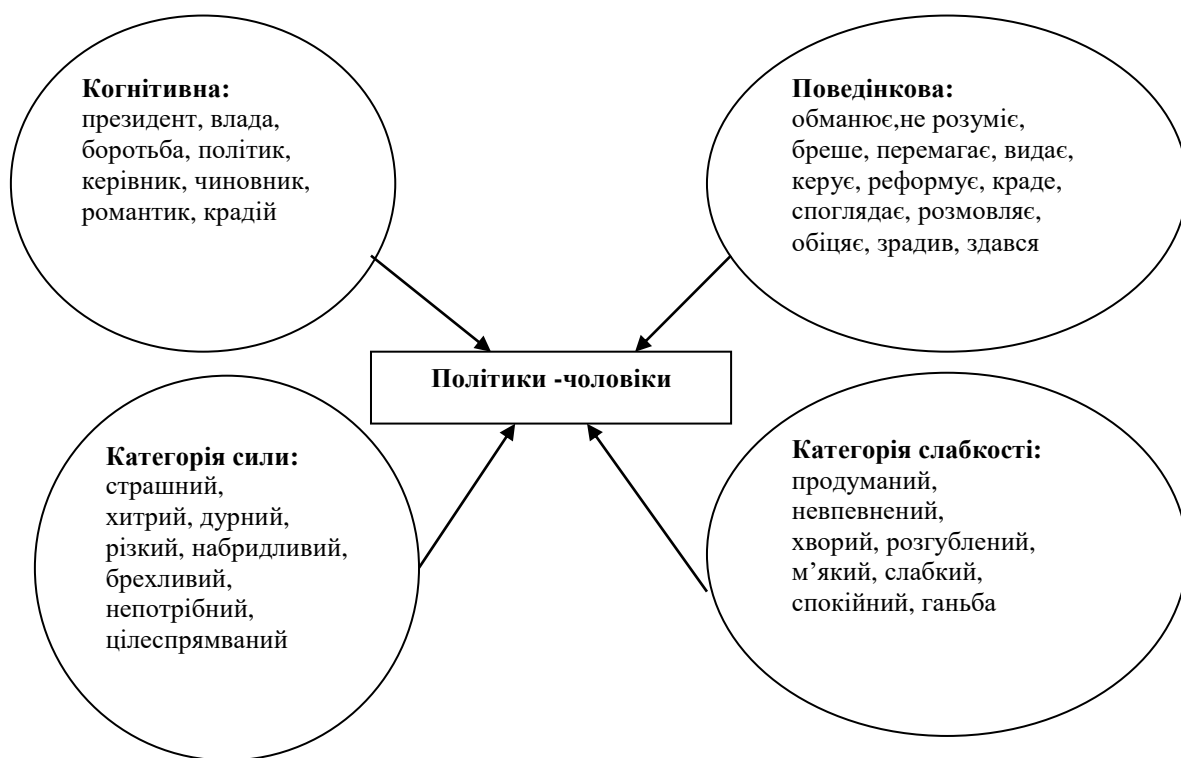 Когнітивна:
президент, влада,
боротьба, політик,
керівник, чиновник,
романтик, крадій
Поведінкова:
обманює,не розуміє,
бреше, перемагає, видає,
керує, реформує, краде,
споглядає, розмовляє,
обіцяє, зрадив, здався
Політики -чоловіки
Категорія сили:
страшний,
хитрий, дурний,
різкий, набридливий,
брехливий,
непотрібний,
цілеспрямваний
Категорія слабкості:
продуманий,
невпевнений,
хворий, розгублений,
м’який, слабкий,
спокійний, ганьба